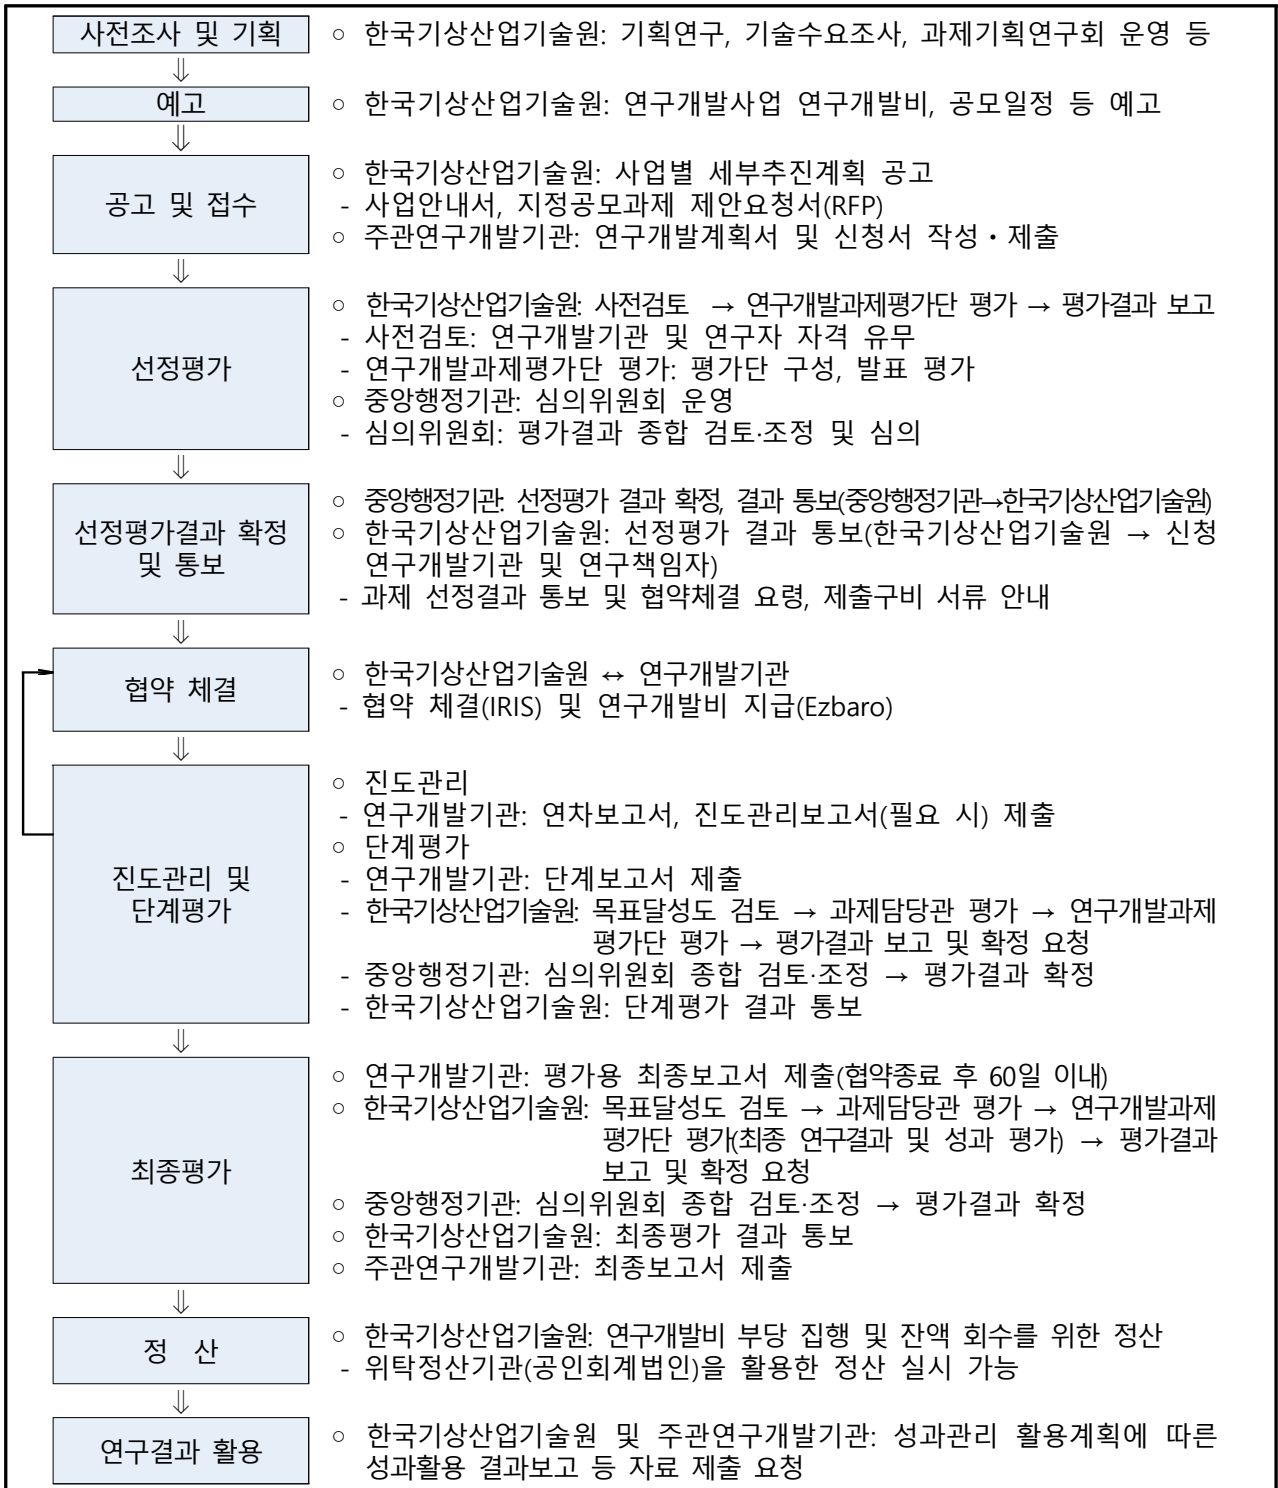 사전조사 및 기획
○ 한국기상산업기술원: 기획연구, 기술수요조사, 과제기획연구회 운영 등
⇓
예고
○ 한국기상산업기술원: 연구개발사업 연구개발비, 공모일정 등 예고
⇓
공고 및 접수
○ 한국기상산업기술원: 사업별 세부추진계획 공고
- 사업안내서, 지정공모과제 제안요청서(RFP)
○ 주관연구개발기관: 연구개발계획서 및 신청서 작성・제출
⇓
선정평가
○ 한국기상산업기술원: 사전검토 → 연구개발과제평가단 평가 → 평가결과 보고
- 사전검토: 연구개발기관 및 연구자 자격 유무
- 연구개발과제평가단 평가: 평가단 구성, 발표 평가
○ 중앙행정기관: 심의위원회 운영
- 심의위원회: 평가결과 종합 검토·조정 및 심의
⇓
선정평가결과 확정
및 통보
○ 중앙행정기관: 선정평가 결과 확정, 결과 통보(중앙행정기관→한국기상산업기술원)
○ 한국기상산업기술원: 선정평가 결과 통보(한국기상산업기술원 → 신청
연구개발기관 및 연구책임자)
- 과제 선정결과 통보 및 협약체결 요령, 제출구비 서류 안내
⇓
협약 체결
○ 한국기상산업기술원 ↔ 연구개발기관
- 협약 체결(IRIS) 및 연구개발비 지급(Ezbaro)
⇓
진도관리 및
단계평가
○ 진도관리
- 연구개발기관: 연차보고서, 진도관리보고서(필요 시) 제출
○ 단계평가
- 연구개발기관: 단계보고서 제출
- 한국기상산업기술원: 목표달성도 검토 → 과제담당관 평가 → 연구개발과제
평가단 평가 → 평가결과 보고 및 확정 요청
- 중앙행정기관: 심의위원회 종합 검토·조정 → 평가결과 확정
- 한국기상산업기술원: 단계평가 결과 통보
⇓
최종평가
○ 연구개발기관: 평가용 최종보고서 제출(협약종료 후 60일 이내)
○ 한국기상산업기술원: 목표달성도 검토 → 과제담당관 평가 → 연구개발과제
평가단 평가(최종 연구결과 및 성과 평가) → 평가결과
보고 및 확정 요청
○ 중앙행정기관: 심의위원회 종합 검토·조정 → 평가결과 확정
○ 한국기상산업기술원: 최종평가 결과 통보
○ 주관연구개발기관: 최종보고서 제출
⇓
정 산
○ 한국기상산업기술원: 연구개발비 부당 집행 및 잔액 회수를 위한 정산
- 위탁정산기관(공인회계법인)을 활용한 정산 실시 가능
⇓
연구결과 활용
○ 한국기상산업기술원 및 주관연구개발기관: 성과관리 활용계획에 따른
성과활용 결과보고 등 자료 제출 요청